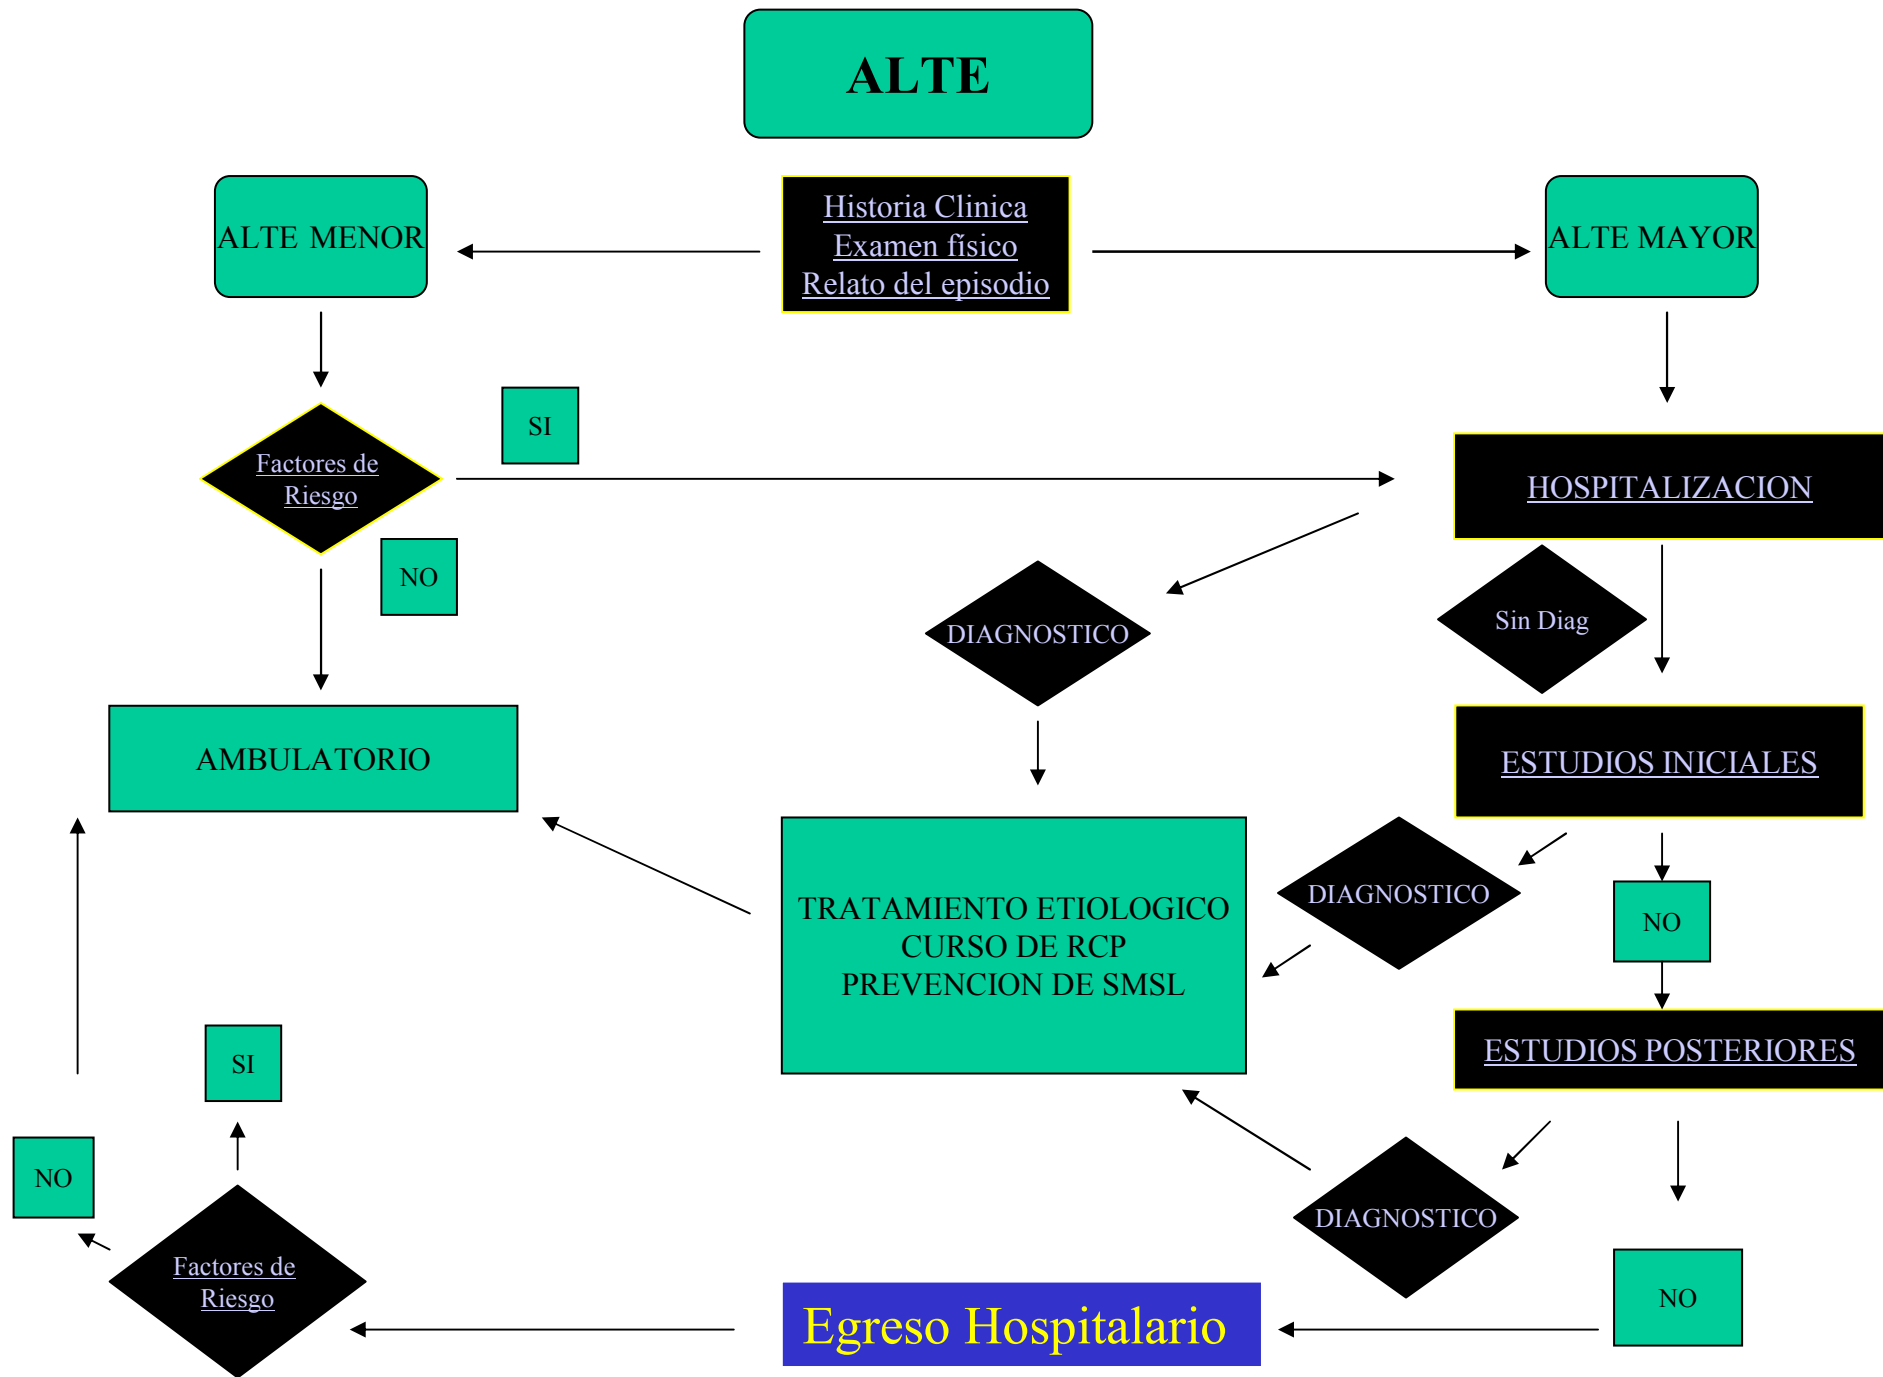 ALTE
ALTE MENOR
Historia Clinica
Examen físico
Relato del episodio
ALTE MAYOR
SI
Factores de
Riesgo
HOSPITALIZACION
NO
DIAGNOSTICO
Sin Diag
AMBULATORIO
ESTUDIOS INICIALES
TRATAMIENTO ETIOLOGICO
CURSO DE RCP
PREVENCION DE SMSL
DIAGNOSTICO
NO
ESTUDIOS POSTERIORES
SI
NO
DIAGNOSTICO
Factores de
Riesgo
Egreso Hospitalario
NO